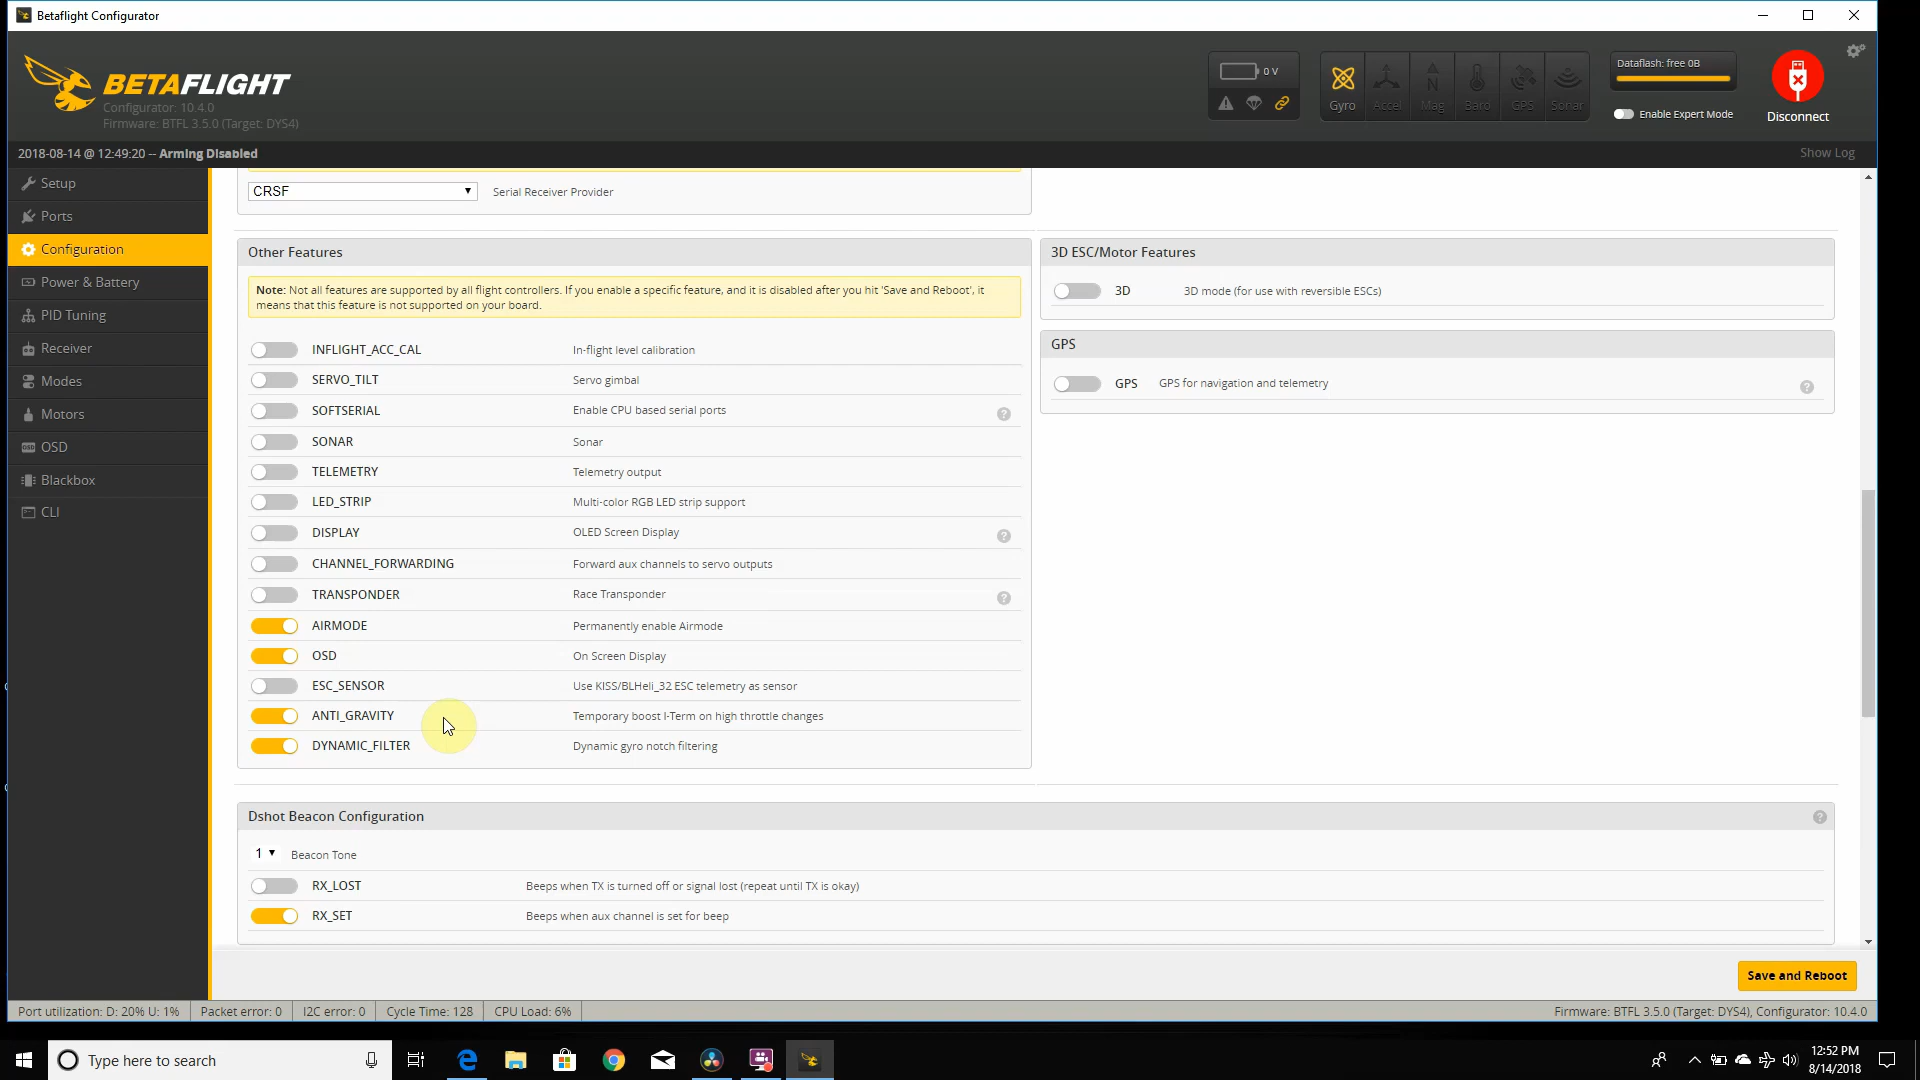 Betaflight Configurator
BETAFLIGHT
Configurator: 10.4.0
Firmware: BTFL 3.5.0 (Target: DYS4)
0 V
Gyro
Accel
Mag
Baro
GPS
Sonar
Dataflash: free 0B
Enable Expert Mode
Disconnect
2018-08-14 @ 12:49:20 -- Arming Disabled
Show Log
Setup
Ports
Configuration
Power & Battery
PID Tuning
Receiver
Modes
Motors
OSD
Blackbox
CLI
CRSF
Serial Receiver Provider
Other Features
Note: Not all features are supported by all flight controllers. If you enable a specific feature, and it is disabled after you hit 'Save and Reboot', it
means that this feature is not supported on your board.
INFLIGHT_ACC_CAL In-flight level calibration
SERVO_TILT Servo gimbal
SOFTSERIAL Enable CPU based serial ports ?
SONAR Sonar
TELEMETRY Telemetry output
LED_STRIP Multi-color RGB LED strip support
DISPLAY OLED Screen Display ?
CHANNEL_FORWARDING Forward aux channels to servo outputs
TRANSPONDER Race Transponder ?
AIRMODE Permanently enable Airmode
OSD On Screen Display
ESC_SENSOR Use KISS/BLHeli_32 ESC telemetry as sensor
ANTI_GRAVITY Temporary boost I-Term on high throttle changes
DYNAMIC_FILTER Dynamic gyro notch filtering
3D ESC/Motor Features
3D 3D mode (for use with reversible ESCs)
GPS
GPS GPS for navigation and telemetry ?
Dshot Beacon Configuration ?
1 Beacon Tone
RX_LOST Beeps when TX is turned off or signal lost (repeat until TX is okay)
RX_SET Beeps when aux channel is set for beep
Save and Reboot
Port utilization: D: 20% U: 1% Packet error: 0 I2C error: 0 Cycle Time: 128 CPU Load: 6% Firmware: BTFL 3.5.0 (Target: DYS4), Configurator: 10.4.0
Type here to search
12:52 PM
8/14/2018